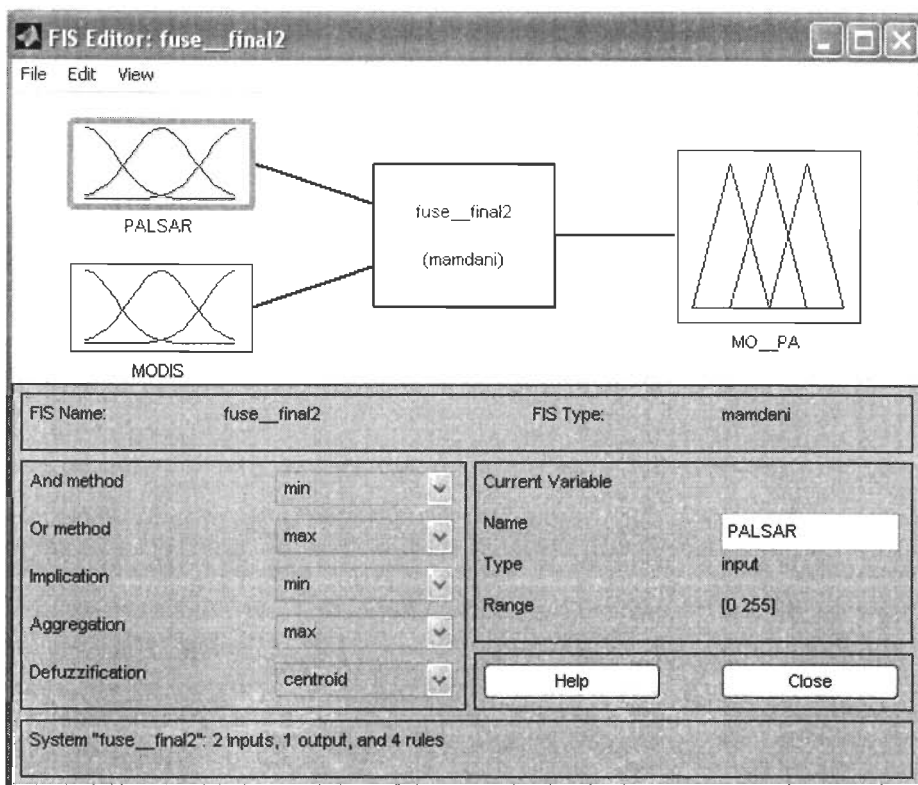 FIS Editor: fuse__final2
File Edit View
PALSAR
MODIS
fuse__final2
(mamdani)
MO__PA
FIS Name: fuse__final2 FIS Type: mamdani
And method min
Or method max
Implication min
Aggregation max
Defuzzification centroid
Current Variable
Name PALSAR
Type input
Range [0 255]
Help Close
System "fuse__final2": 2 inputs, 1 output, and 4 rules